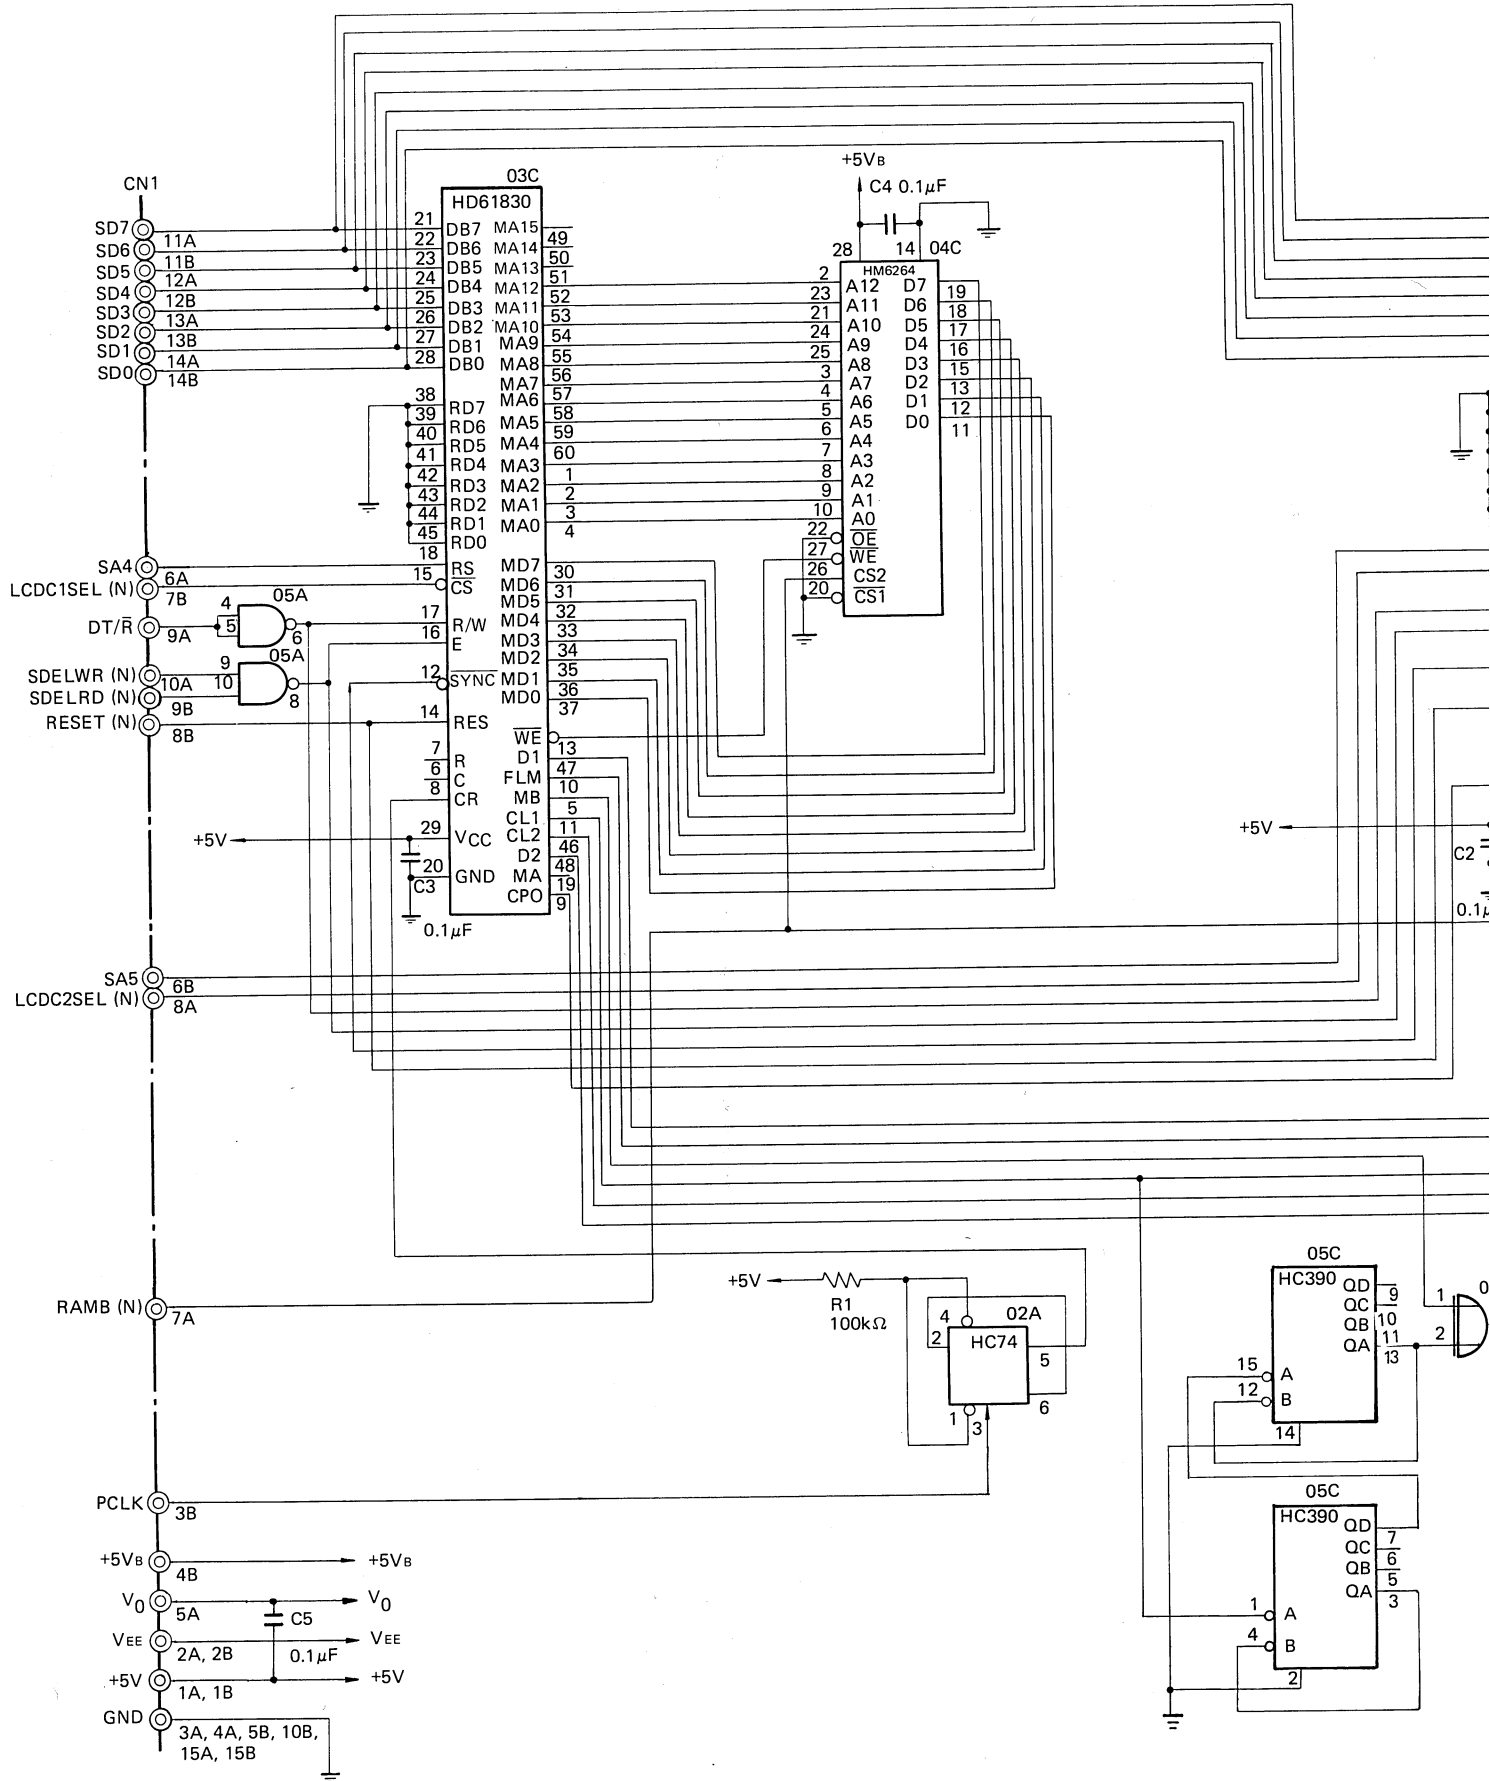 CN1
SD7
11A
SD6
11B
SD5
12A
SD4
12B
SD3
13A
SD2
13B
SD1
14A
SD0
14B
SA4
6A
LCDC1SEL (N)
7B
DT/R̅
9A
SDELWR (N)
10A
SDELRD (N)
9B
RESET (N)
8B
4
5
05A
6
9
10
05A
8
03C
HD61830
21 DB7
22 DB6
23 DB5
24 DB4
25 DB3
26 DB2
27 DB1
28 DB0
38 RD7
39 RD6
40 RD5
41 RD4
42 RD3
43 RD2
44 RD1
45 RD0
18 RS
15 C̅S̅
17 R/W
16 E
12 S̅Y̅N̅C̅
14 RES
7 R
6 C
8 CR
29 VCC
20 GND
+5V
C3
0.1µF
MA15 49
MA14 50
MA13 51
MA12 52
MA11 53
MA10 54
MA9 55
MA8 56
MA7 57
MA6 58
MA5 59
MA4 60
MA3 1
MA2 2
MA1 3
MA0 4
MD7 30
MD6 31
MD5 32
MD4 33
MD3 34
MD2 35
MD1 36
MD0 37
W̅E̅ 13
D1 47
FLM 10
MB 5
CL1 11
CL2 46
D2 48
MA 19
CPO 9
+5VB
C4 0.1µF
28
14
04C
HM6264
2 A12
23 A11
21 A10
24 A9
25 A8
3 A7
4 A6
5 A5
6 A4
7 A3
8 A2
9 A1
10 A0
22 O̅E̅
27 W̅E̅
26 CS2
20 C̅S̅1̅
D7 19
D6 18
D5 17
D4 16
D3 15
D2 13
D1 12
D0 11
+5V
C2
SA5
6B
LCDC2SEL (N)
8A
RAMB (N)
7A
+5V
R1
100kΩ
4
02A
2
HC74
5
6
1
3
05C
HC390
QD 9
QC 10
QB 11
QA 13
15 A
12 B
14
1
2
05C
HC390
QD 7
QC 6
QB 5
QA 3
1 A
4 B
2
PCLK
3B
+5VB
4B
+5VB
V0
5A
V0
C5
0.1µF
VEE
2A, 2B
VEE
+5V
1A, 1B
+5V
GND
3A, 4A, 5B, 10B,
15A, 15B